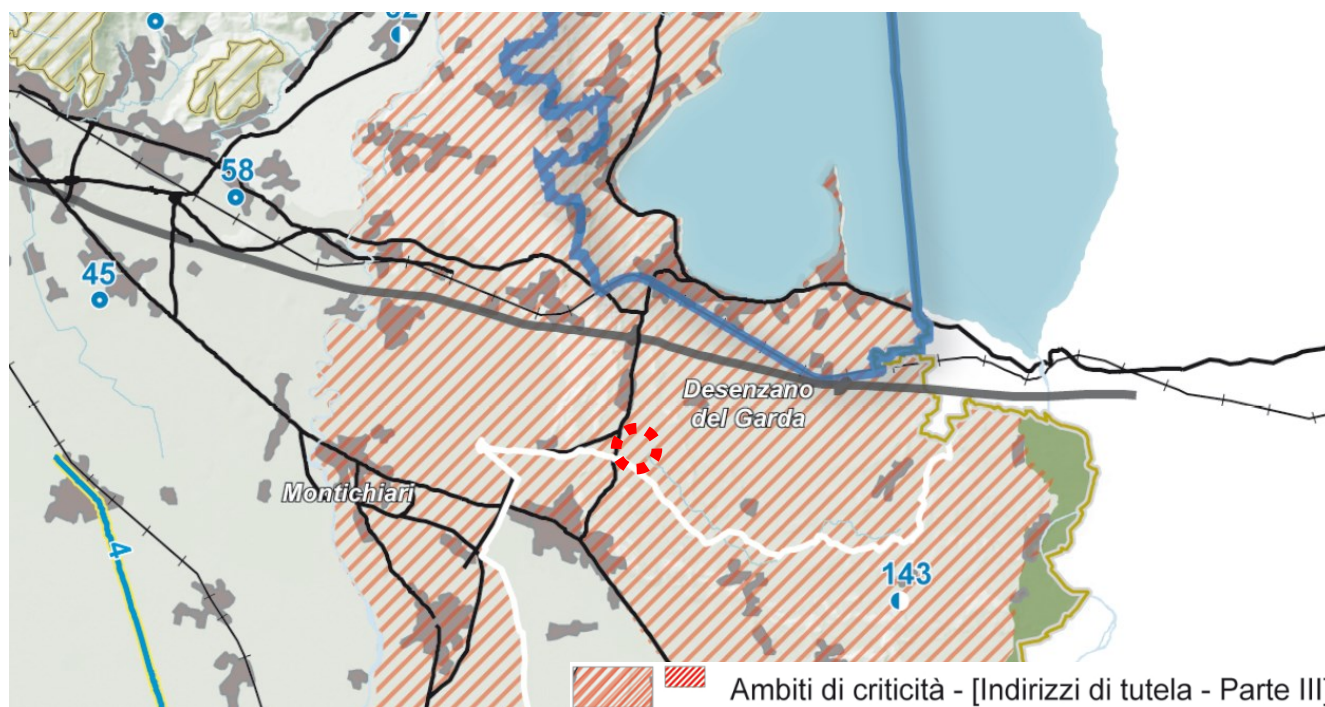 58
45
Desenzano
del Garda
Montichiari
4
143
Ambiti di criticità - [Indirizzi di tutela - Parte III]